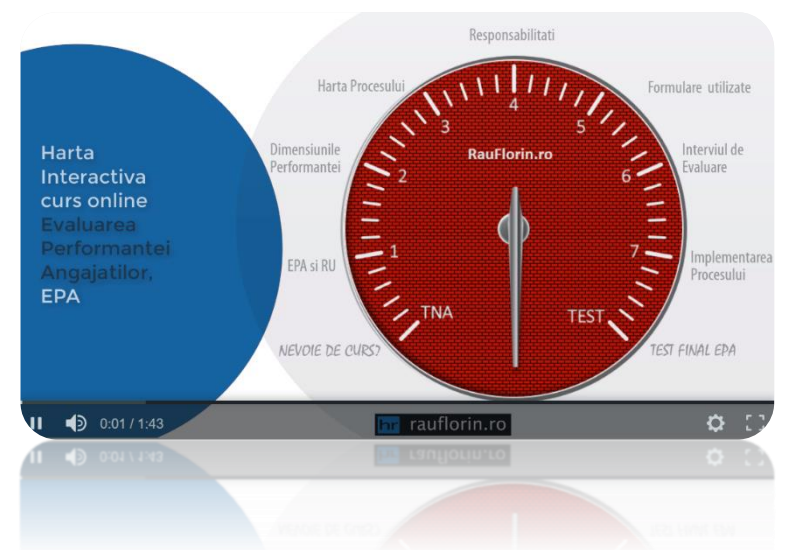 Harta
Interactiva
curs online
Evaluarea
Performantei
Angajatilor,
EPA
Responsabilitati
Harta Procesului
Formulare utilizate
Dimensiunile
Performantei
Interviul de
Evaluare
EPA si RU
Implementarea
Procesului
NEVOIE DE CURS?
TEST FINAL EPA
RauFlorin.ro
TNA
1
2
3
4
5
6
7
TEST
0:01 / 1:43
hr rauflorin.ro